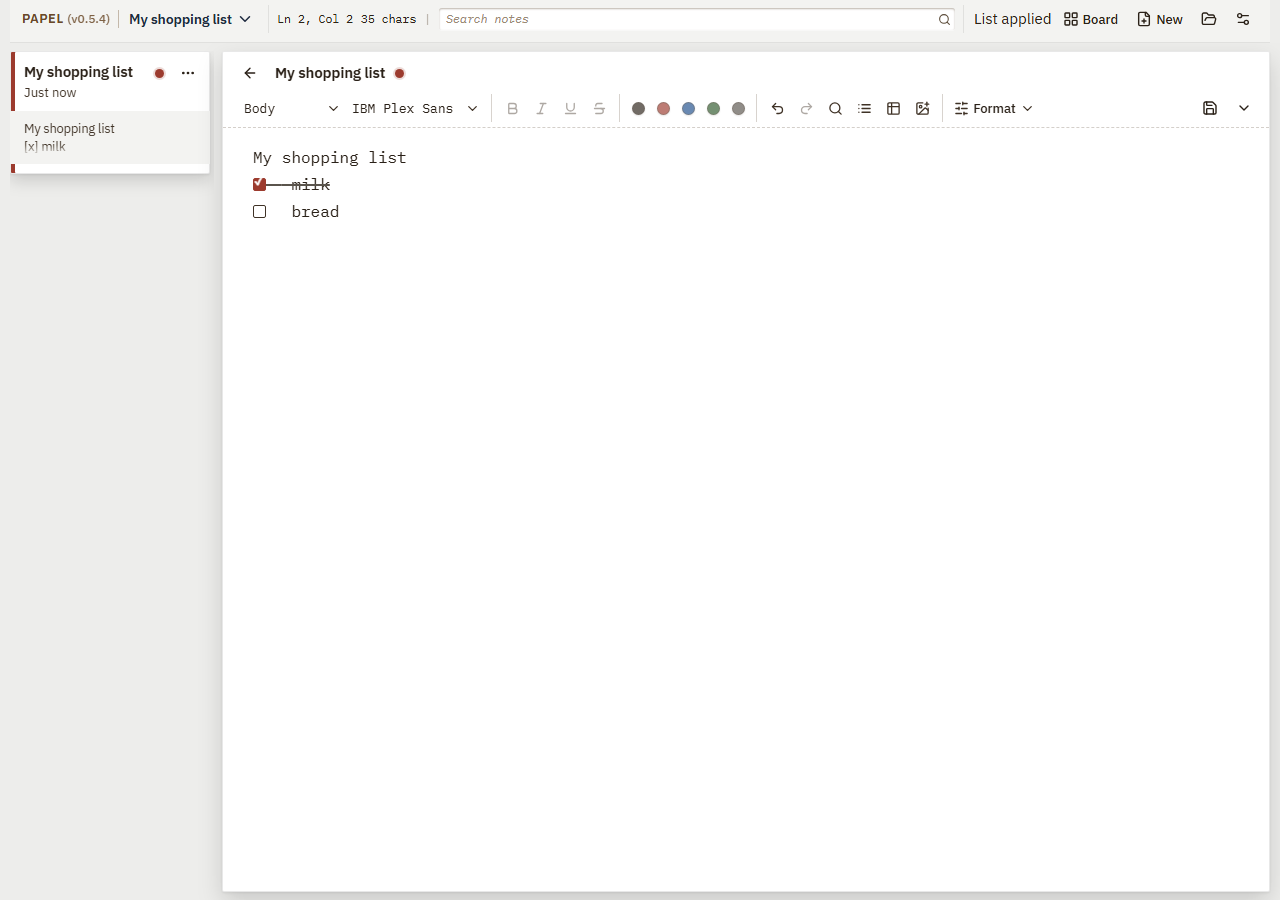 PAPEL (v0.5.4) My shopping list Ln 2, Col 2 35 chars | Search notes List applied Board New
My shopping list
Just now
My shopping list
[x] milk
My shopping list
Body IBM Plex Sans B I U S Format
My shopping list
milk
bread